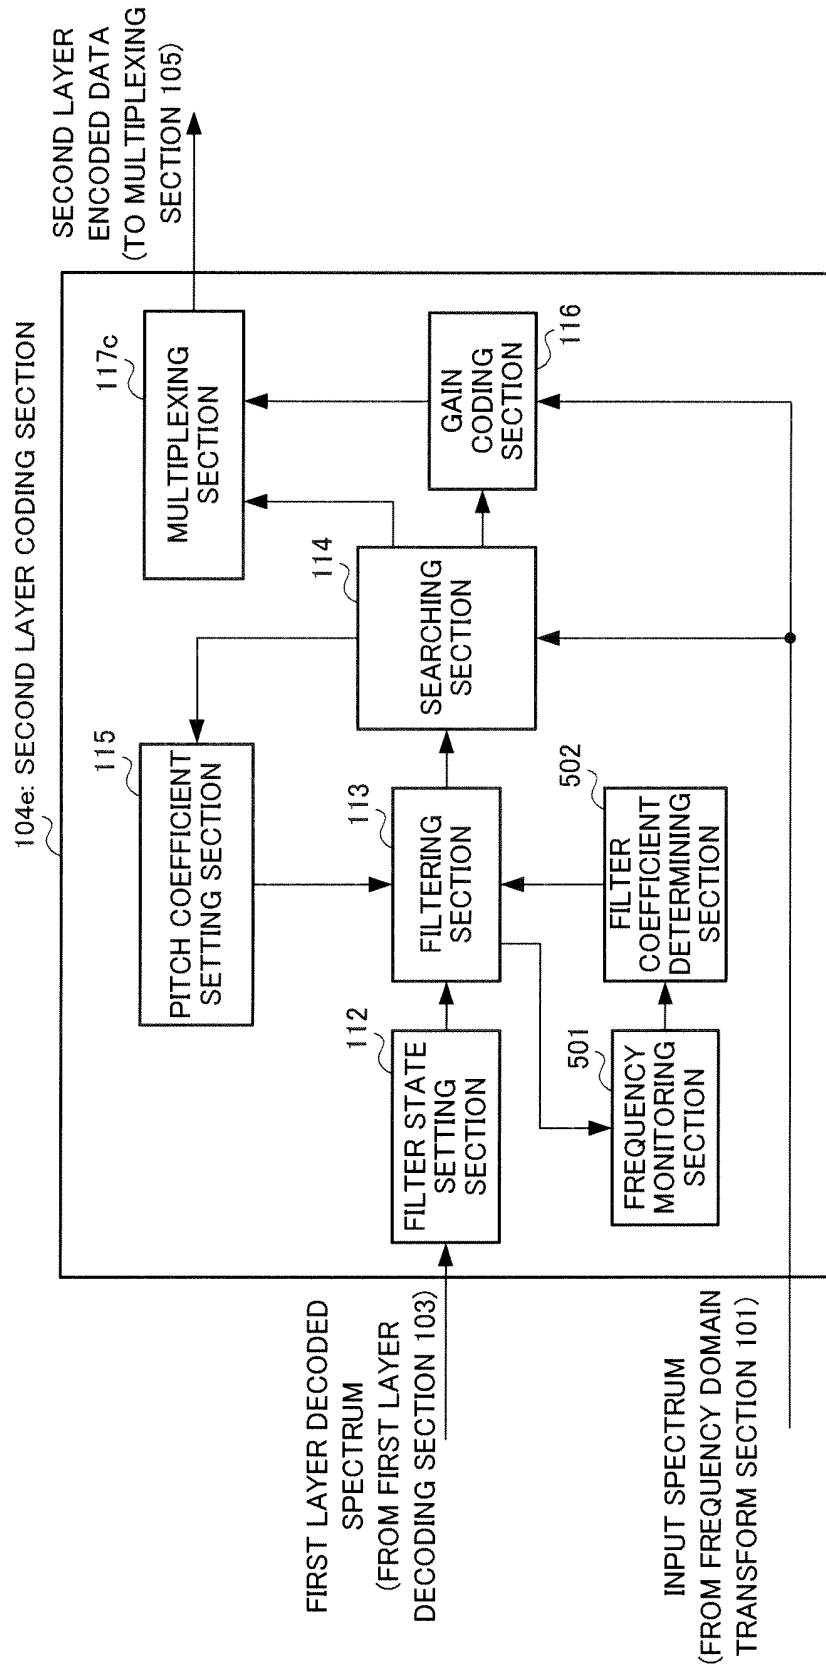 104e: SECOND LAYER CODING SECTION
FIRST LAYER DECODED
SPECTRUM
(FROM FIRST LAYER
DECODING SECTION 103)
INPUT SPECTRUM
(FROM FREQUENCY DOMAIN
TRANSFORM SECTION 101)
115
PITCH COEFFICIENT
SETTING SECTION
112
FILTER STATE
SETTING
SECTION
113
FILTERING
SECTION
501
FREQUENCY
MONITORING
SECTION
502
FILTER
COEFFICIENT
DETERMINING
SECTION
114
SEARCHING
SECTION
117c
MULTIPLEXING
SECTION
116
GAIN
CODING
SECTION
SECOND LAYER
ENCODED DATA
(TO MULTIPLEXING
SECTION 105)